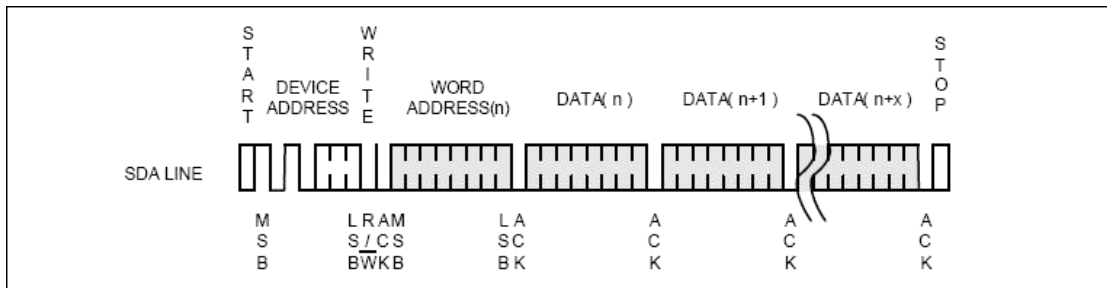 START
DEVICE
ADDRESS
WRITE
WORD
ADDRESS(n)
DATA( n )
DATA( n+1 )
DATA( n+x )
STOP
SDA LINE
MSB
LSB
R/W
ACK
MSB
LSB
ACK
ACK
ACK
ACK